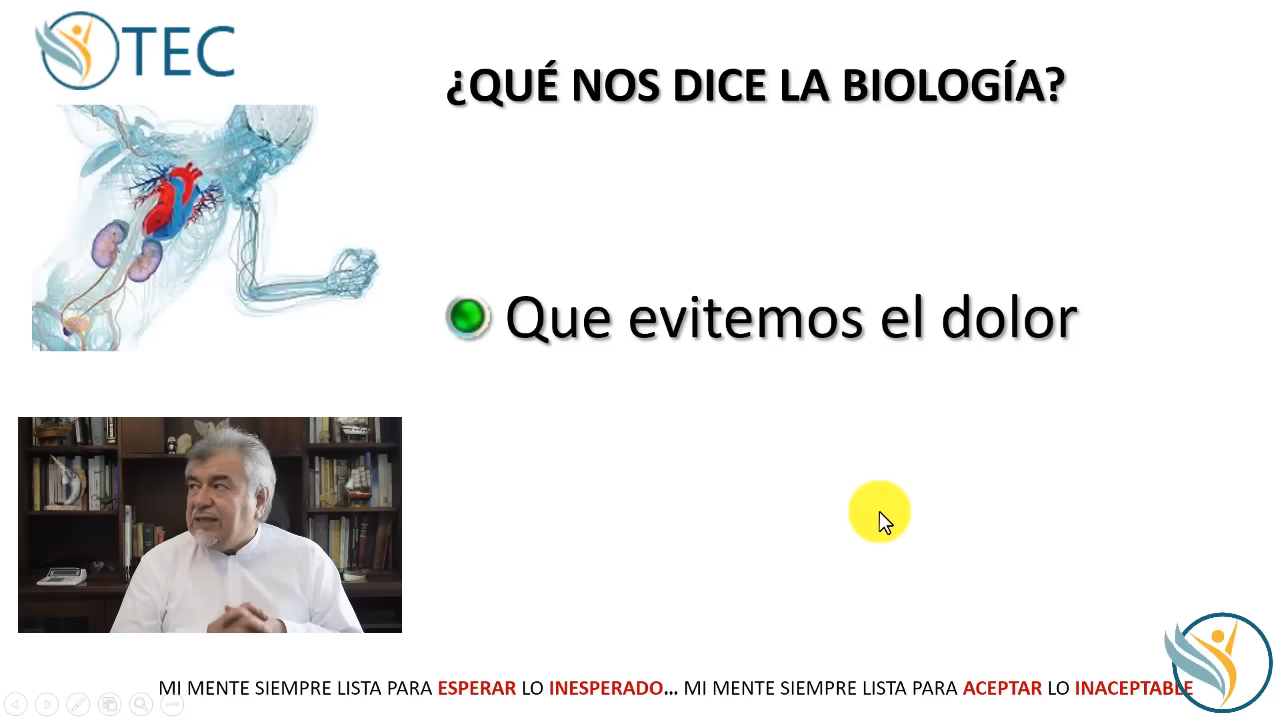 TEC
¿QUÉ NOS DICE LA BIOLOGÍA?
Que evitemos el dolor
MI MENTE SIEMPRE LISTA PARA ESPERAR LO INESPERADO... MI MENTE SIEMPRE LISTA PARA ACEPTAR LO INACEPTABLE